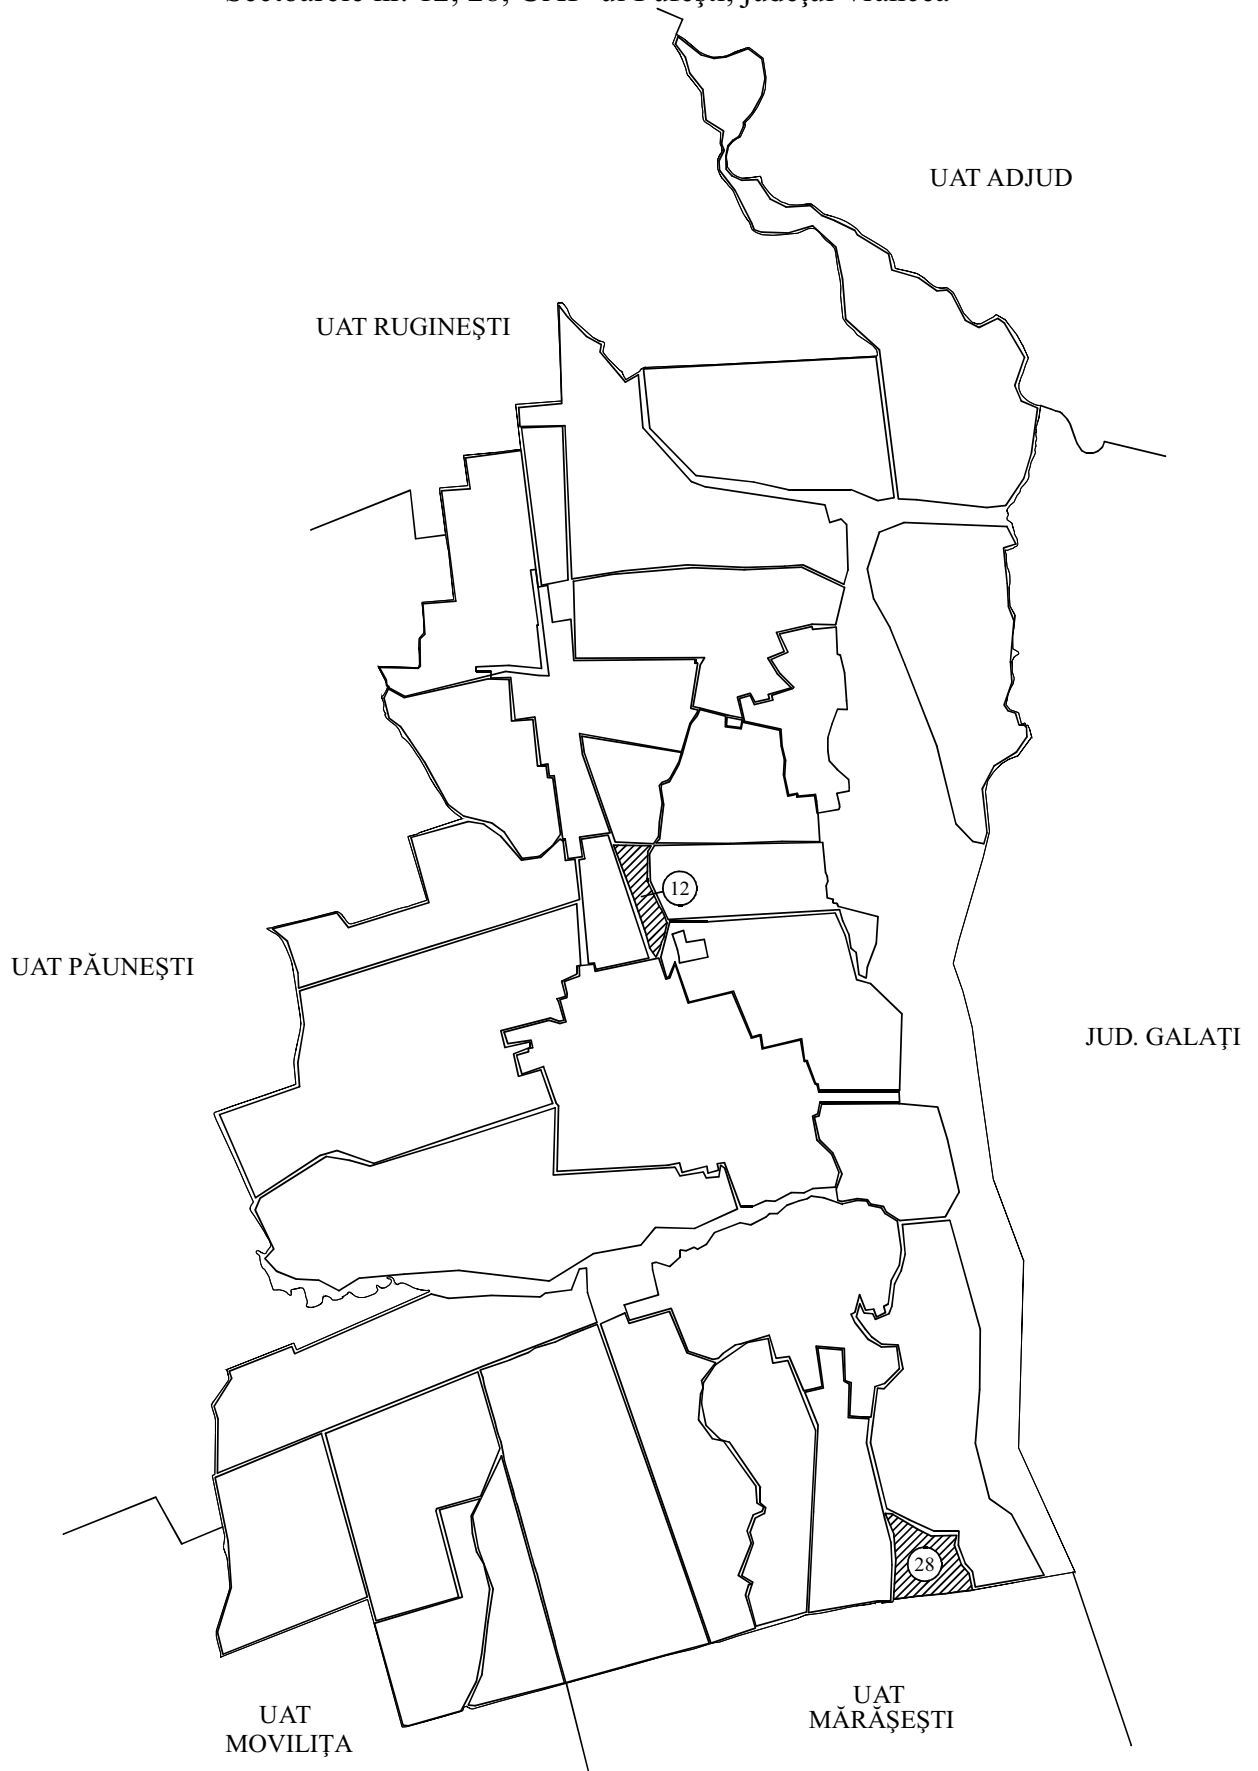 UAT ADJUD
UAT RUGINEŞTI
12
UAT PĂUNEŞTI
JUD. GALAŢI
28
UAT
MOVILIŢA
UAT
MĂRĂŞEŞTI